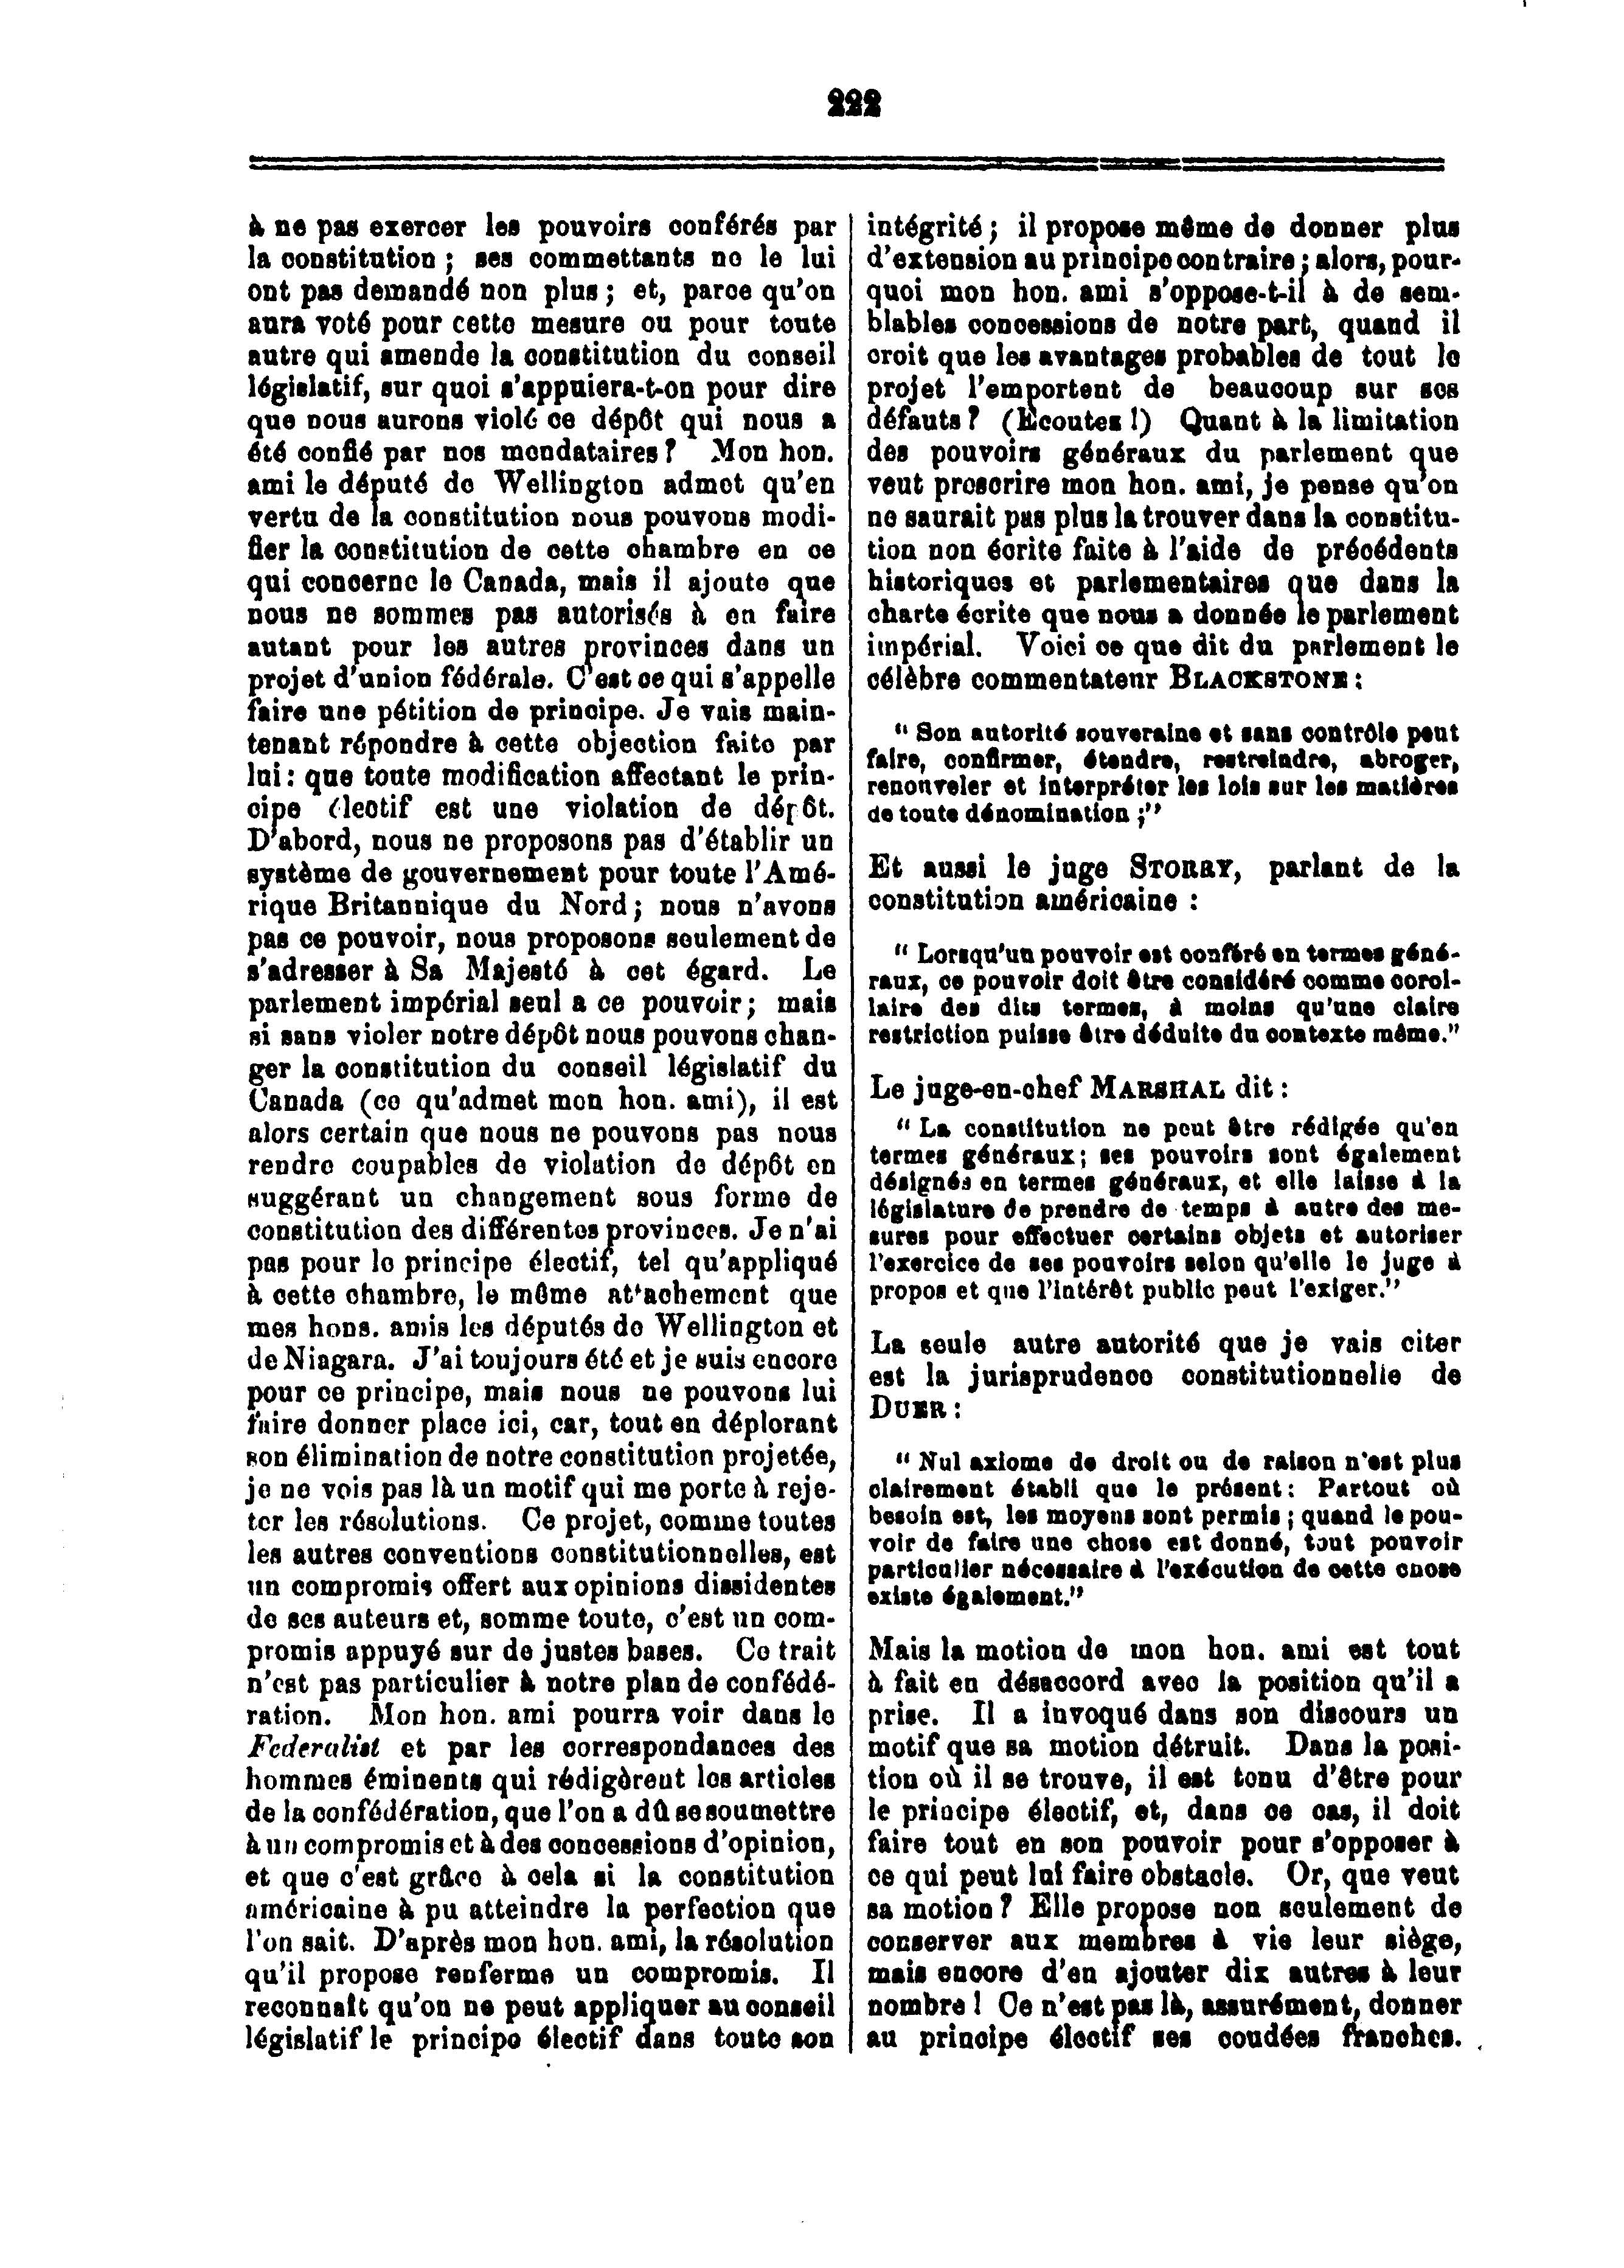 222
à ne pas exercer les pouvoirs conférés par
la constitution ; ses commettants ne le lui
ont pas demandé non plus ; et, parce qu'on
aura voté pour cette mesure ou pour toute
autre qui amende la constitution du conseil
législatif, sur quoi s'appuiera-t-on pour dire
que nous aurons violé ce dépôt qui nous a
été confié par nos mondataires ? Mon hon.
ami le député de Wellington admet qu'en
vertu de la constitution nous pouvons modi-
fier la constitution de cette chambre en ce
qui concerne le Canada, mais il ajoute que
nous ne sommes pas autorisés à en faire
autant pour les autres provinces dans un
projet d'union fédérale. C'est ce qui s'appelle
faire une pétition de principe. Je vais main-
tenant répondre à cette objection faite par
lui : que toute modification affectant le prin-
cipe électif est une violation de dépôt.
D'abord, nous ne proposons pas d'établir un
système de gouvernement pour toute l'Amé-
rique Britannique du Nord ; nous n'avons
pas ce pouvoir, nous proposons seulement de
s'adresser à Sa Majesté à cet égard. Le
parlement impérial seul a ce pouvoir ; mais
si sans violer notre dépôt nous pouvons chan-
ger la constitution du conseil législatif du
Canada (ce qu'admet mon hon. ami), il est
alors certain que nous ne pouvons pas nous
rendre coupables de violation de dépôt en
suggérant un changement sous forme de
constitution des différentes provinces. Je n'ai
pas pour le principe électif, tel qu'appliqué
à cette chambre, le même attachement que
mes hons. amis les députés de Wellington et
de Niagara. J'ai toujours été et je suis encore
pour ce principe, mais nous ne pouvons lui
faire donner place ici, car, tout en déplorant
son élimination de notre constitution projetée,
je ne vois pas là un motif qui me porte à reje-
ter les résolutions. Ce projet, comme toutes
les autres conventions constitutionnelles, est
un compromis offert aux opinions dissidentes
de ses auteurs et, somme toute, c'est un com-
promis appuyé sur de justes bases. Ce trait
n'est pas particulier à notre plan de confédé-
ration. Mon hon. ami pourra voir dans le
Federalist et par les correspondances des
hommes éminents qui rédigèrent les articles
de la confédération, que l'on a dû se soumettre
à un compromis et à des concessions d'opinion,
et que c'est grâce à cela si la constitution
américaine à pu atteindre la perfection que
l'on sait. D'après mon hon. ami, la résolution
qu'il propose renferme un compromis. Il
reconnaît qu'on ne peut appliquer au conseil
législatif le principe électif dans toute son
intégrité ; il propose même de donner plus
d'extension au principe contraire ; alors, pour-
quoi mon hon. ami s'oppose-t-il à de sem-
blables concessions de notre part, quand il
croit que les avantages probables de tout le
projet l'emportent de beaucoup sur ses
défauts ? (Ecoutez !) Quant à la limitation
des pouvoirs généraux du parlement que
veut proscrire mon hon. ami, je pense qu'on
ne saurait pas plus la trouver dans la constitu-
tion non écrite faite à l'aide de précédents
historiques et parlementaires que dans la
charte écrite que nous a donnée le parlement
impérial. Voici ce que dit du parlement le
célèbre commentateur BLACKSTONE :
" Son autorité souveraine et sans contrôle peut
faire, confirmer, étendre, restreindre, abroger,
renouveler et interpréter les lois sur les matières
de toute dénomination ;"
Et aussi le juge STORRY, parlant de la
constitution américaine :
" Lorsqu'un pouvoir est conféré en termes géné-
raux, ce pouvoir doit être considéré comme corol-
laire des dits termes, à moins qu'une claire
restriction puisse être déduite du contexte même."
Le juge-en-chef MARSHAL dit :
" La constitution ne peut être rédigée qu'en
termes généraux ; ses pouvoirs sont également
désignés en termes généraux, et elle laisse à la
législature de prendre de temps à autre des me-
sures pour effectuer certains objets et autoriser
l'exercice de ses pouvoirs selon qu'elle le juge à
propos et que l'intérêt public peut l'exiger."
La seule autre autorité que je vais citer
est la jurisprudence constitutionnelle de
DUER :
" Nul axiome de droit ou de raison n'est plus
clairement établi que le présent : Partout où
besoin est, les moyens sont permis ; quand le pou-
voir de faire une chose est donné, tout pouvoir
particulier nécessaire à l'exécution de cette chose
existe également."
Mais la motion de mon hon. ami est tout
à fait en désaccord avec la position qu'il a
prise. Il a invoqué dans son discours un
motif que sa motion détruit. Dans la posi-
tion où il se trouve, il est tenu d'être pour
le principe électif, et, dans ce cas, il doit
faire tout en son pouvoir pour s'opposer à
ce qui peut lui faire obstacle. Or, que veut
sa motion ? Elle propose non seulement de
conserver aux membres à vie leur siège,
mais encore d'en ajouter dix autres à leur
nombre ! Ce n'est pas là, assurément, donner
au principe électif ses coudées franches.